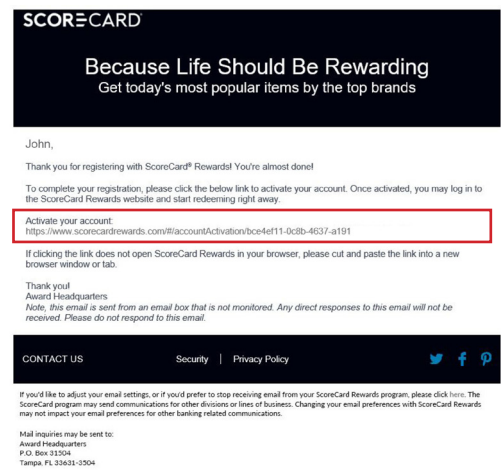 SCORECARD
Because Life Should Be Rewarding
Get today's most popular items by the top brands
John,
Thank you for registering with ScoreCard® Rewards! You're almost done!
To complete your registration, please click the below link to activate your account. Once activated, you may log in to
the ScoreCard Rewards website and start redeeming right away.
Activate your account:
https://www.scorecardrewards.com/#/accountActivation/bce4ef11-0c8b-4637-a191
If clicking the link does not open ScoreCard Rewards in your browser, please cut and paste the link into a new
browser window or tab.
Thank you!
Award Headquarters
Note, this email is sent from an email box that is not monitored. Any direct responses to this email will not be
received. Please do not respond to this email.
CONTACT US Security | Privacy Policy
If you'd like to adjust your email settings, or if you'd prefer to stop receiving email from your ScoreCard Rewards program, please click here. The
ScoreCard program may send communications for other divisions or lines of business. Changing your email preferences with ScoreCard Rewards
may not impact your email preferences for other banking related communications.
Mail inquiries may be sent to:
Award Headquarters
P.O. Box 31504
Tampa, FL 33631-3504